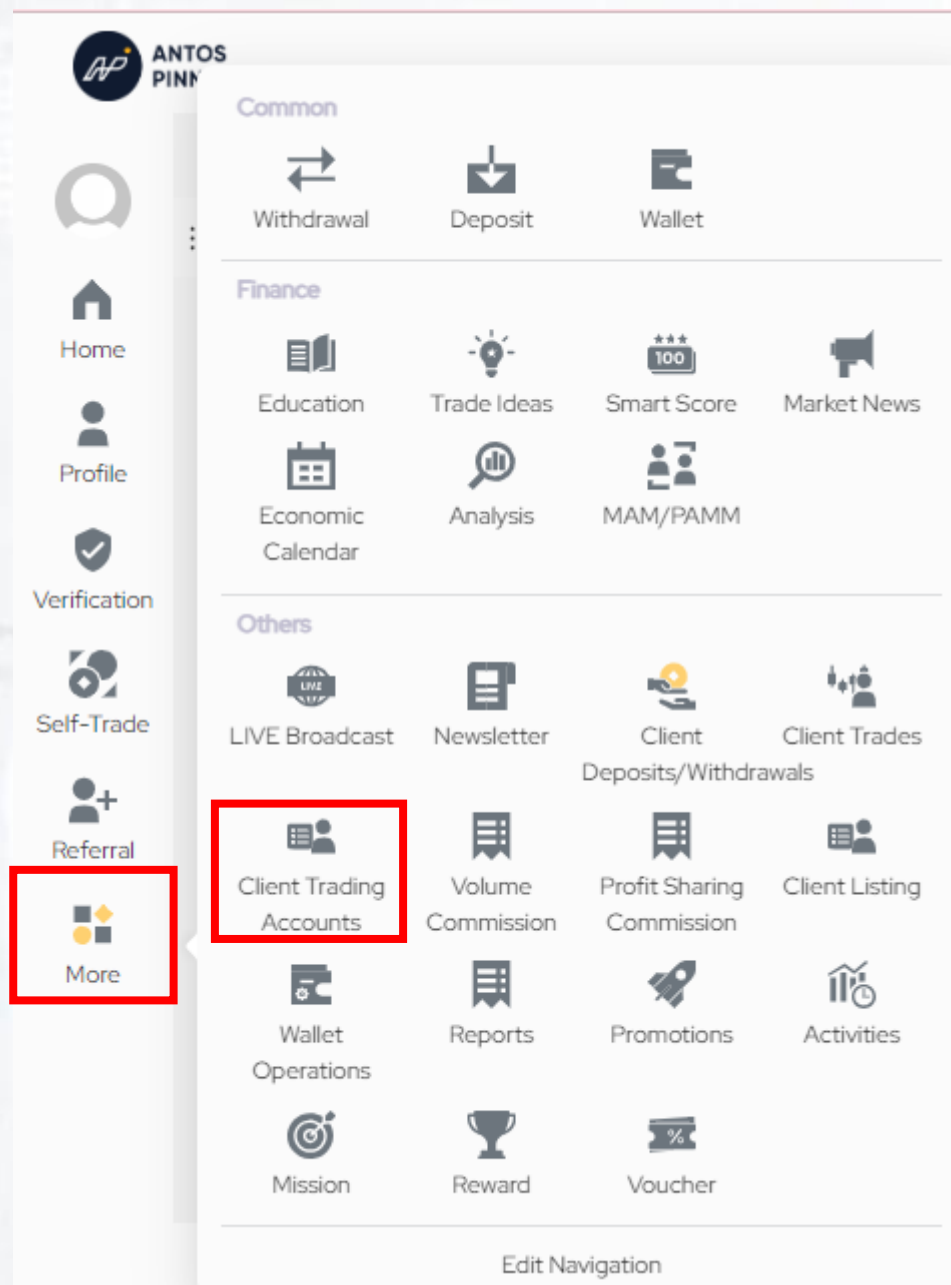 ANTOS
Common
Withdrawal
Deposit
Wallet
Finance
Education
Trade Ideas
100
Smart Score
Market News
Economic
Calendar
Analysis
MAM/PAMM
Others
LIVE
LIVE Broadcast
Newsletter
Client
Deposits/Withdrawals
Client Trades
Client Trading
Accounts
Volume
Commission
Profit Sharing
Commission
Client Listing
Wallet
Operations
Reports
Promotions
Activities
Mission
Reward
%
Voucher
Edit Navigation
Home
Profile
Verification
Self-Trade
Referral
More